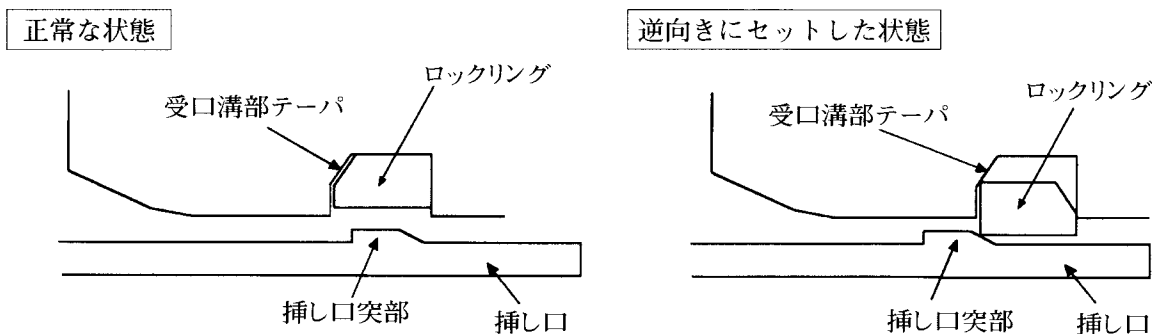 正常な状態
ロックリング
受口溝部テーパ
挿し口突部
挿し口
逆向きにセットした状態
ロックリング
受口溝部テーパ
挿し口突部
挿し口